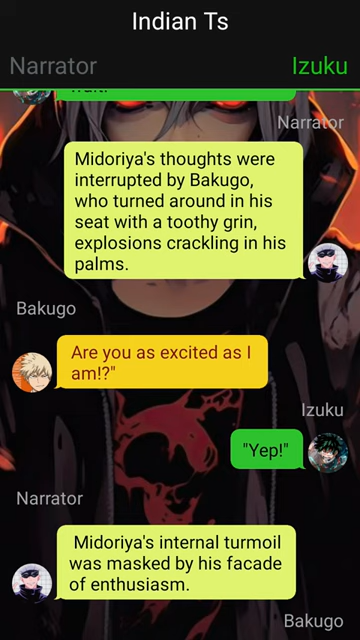 Indian Ts
Narrator
Izuku
Narrator
Midoriya's thoughts were
interrupted by Bakugo,
who turned around in his
seat with a toothy grin,
explosions crackling in his
palms.
Bakugo
Are you as excited as I
am!?"
Izuku
"Yep!"
Narrator
Midoriya's internal turmoil
was masked by his facade
of enthusiasm.
Bakugo